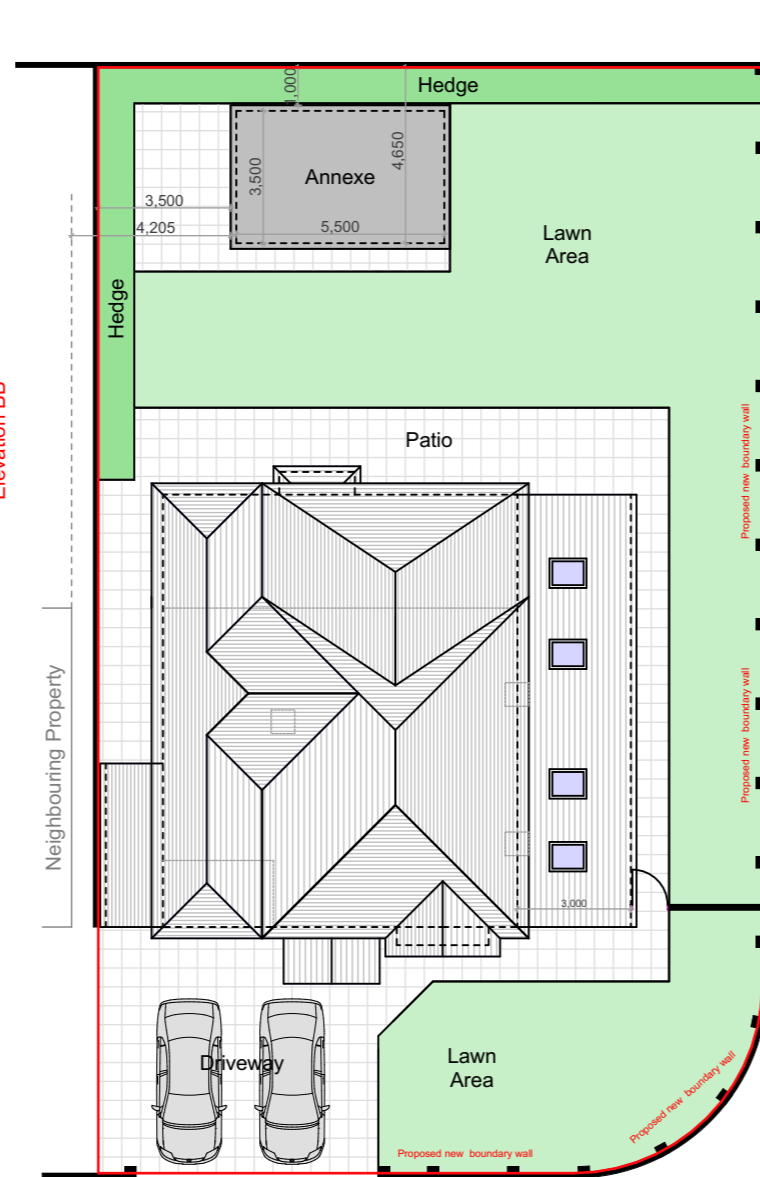 Hedge
1,000
Annexe
3,500
4,650
3,500
4,205
5,500
Lawn
Area
Hedge
Patio
Proposed new boundary wall
Neighbouring Property
Proposed new boundary wall
3,000
Driveway
Lawn
Area
Proposed new boundary wall
Proposed new boundary wall